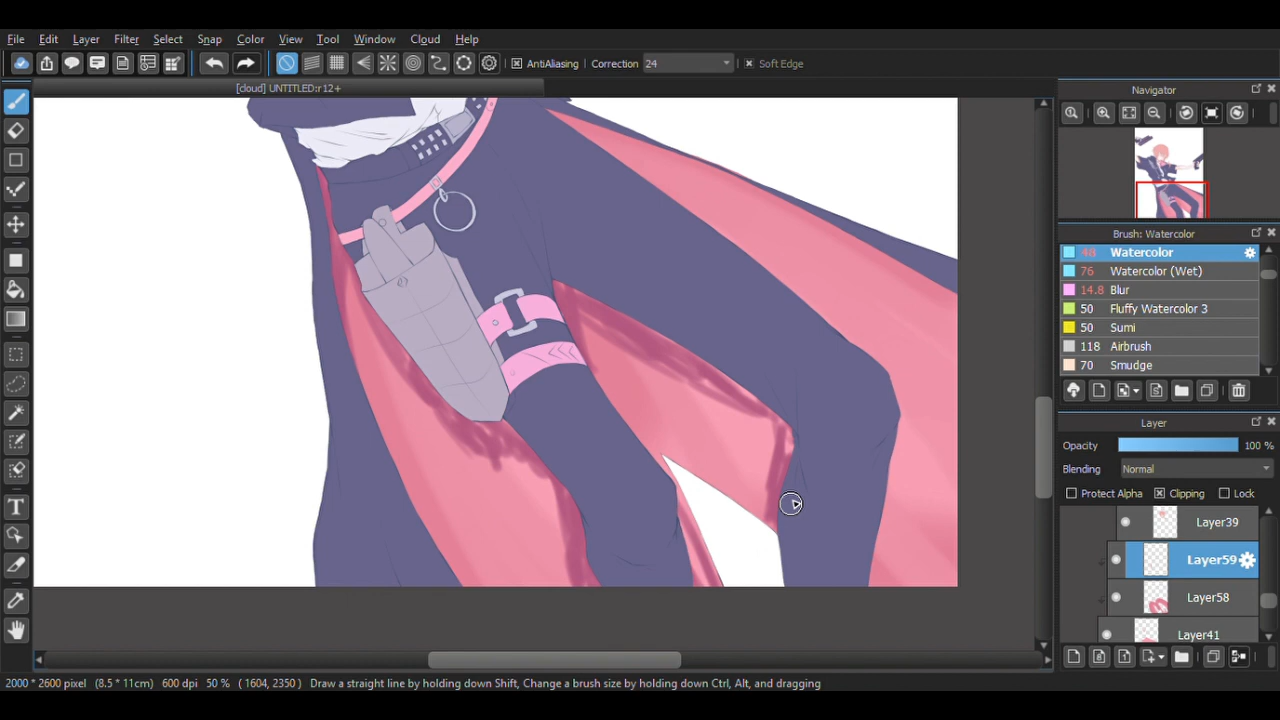 File Edit Layer Filter Select Snap Color View Tool Window Cloud Help
AntiAliasing Correction 24 Soft Edge
[cloud] UNTITLED:r12+
Navigator
Brush: Watercolor
48 Watercolor
76 Watercolor (Wet)
14.8 Blur
50 Fluffy Watercolor 3
50 Sumi
118 Airbrush
70 Smudge
Layer
Opacity 100 %
Blending Normal
Protect Alpha Clipping Lock
Layer39
Layer59
Layer58
Layer41
2000 * 2600 pixel (8.5 * 11cm) 600 dpi 50 % ( 1604, 2350 ) Draw a straight line by holding down Shift, Change a brush size by holding down Ctrl, Alt, and dragging